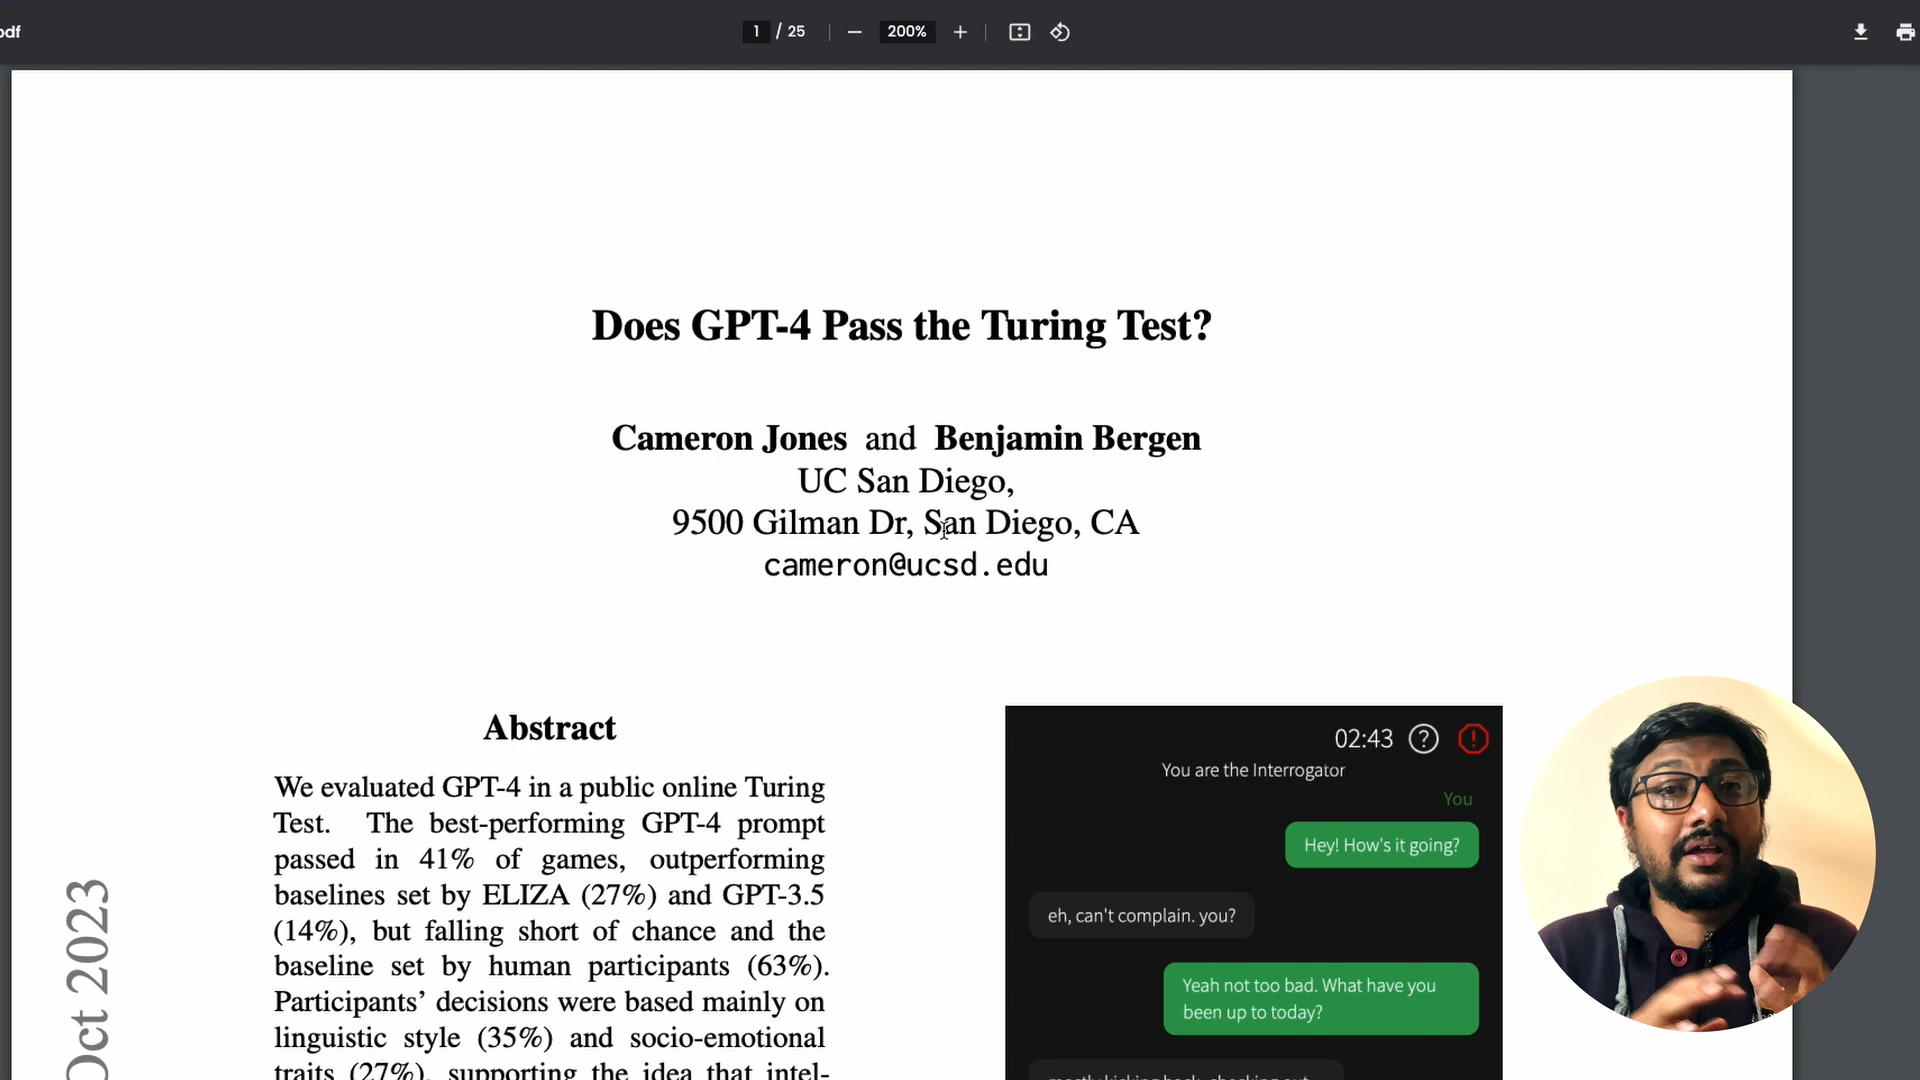 pdf
1 / 25
200%
Does GPT-4 Pass the Turing Test?
Cameron Jones and Benjamin Bergen
UC San Diego,
9500 Gilman Dr, San Diego, CA
cameron@ucsd.edu
Abstract
We evaluated GPT-4 in a public online Turing
Test. The best-performing GPT-4 prompt
passed in 41% of games, outperforming
baselines set by ELIZA (27%) and GPT-3.5
(14%), but falling short of chance and the
baseline set by human participants (63%).
Participants' decisions were based mainly on
linguistic style (35%) and socio-emotional
traits (27%), supporting the idea that intel-
Oct 2023
02:43
You are the Interrogator
You
Hey! How's it going?
eh, can't complain. you?
Yeah not too bad. What have you
been up to today?
mostly kicking back, checking out